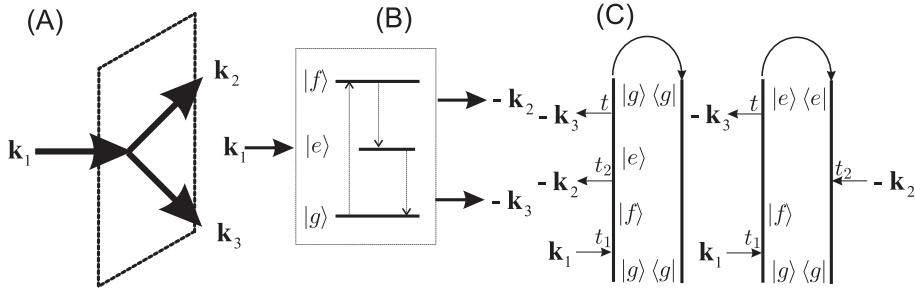 (A)
k1
k2
k3
(B)
|f⟩
|e⟩
|g⟩
k1
- k2
- k3
(C)
|g⟩ ⟨g|
t
- k3
|e⟩
t2
- k2
|f⟩
t1
k1
|g⟩ ⟨g|
|e⟩ ⟨e|
t
- k3
t2
- k2
|f⟩
t1
k1
|g⟩ ⟨g|